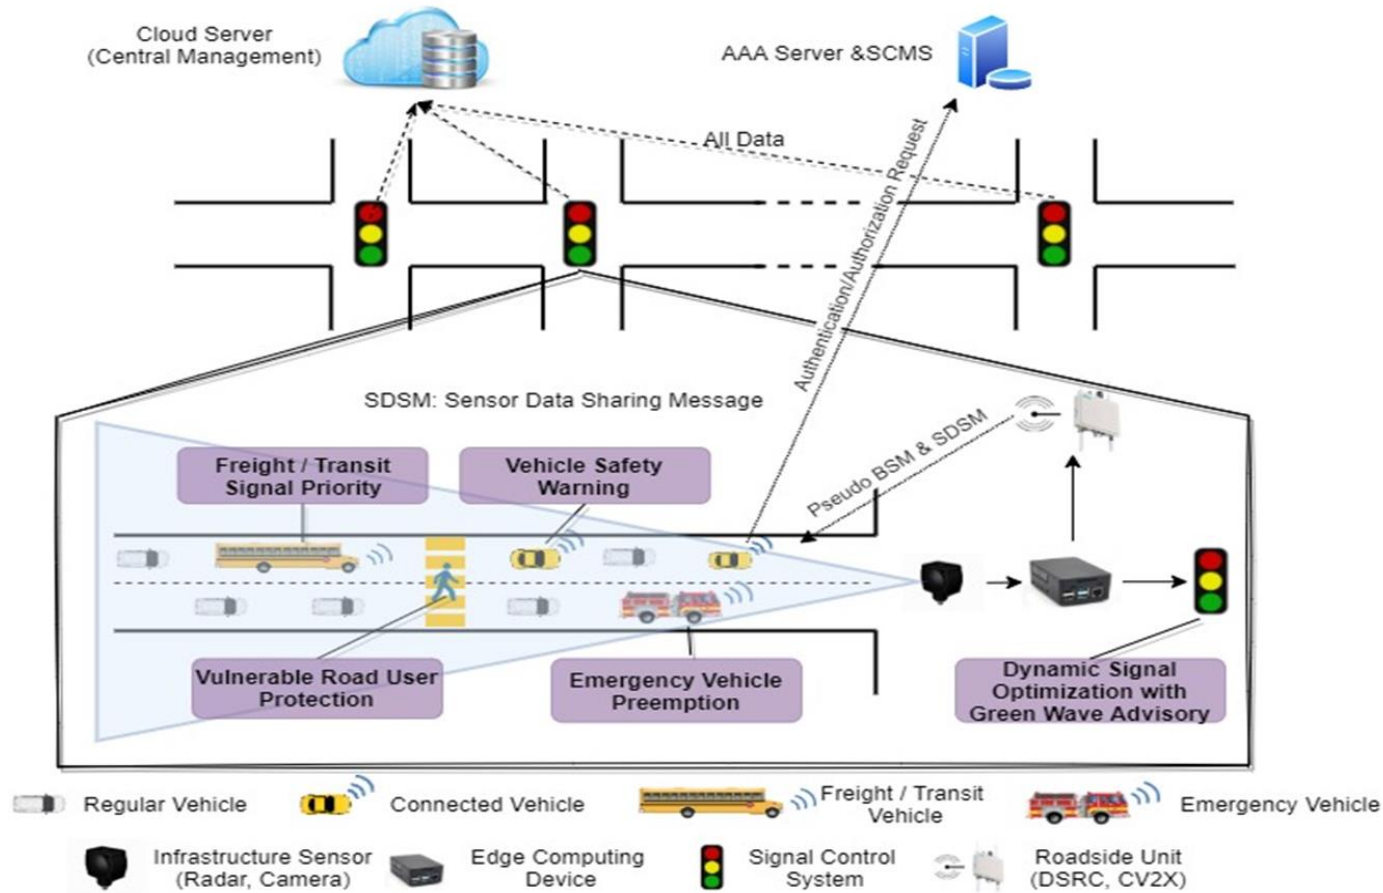 Cloud Server
(Central Management)
AAA Server &SCMS
All Data
Authentication/Authorization Request
SDSM: Sensor Data Sharing Message
Pseudo BSM & SDSM
Freight / Transit
Signal Priority
Vehicle Safety
Warning
Vulnerable Road User
Protection
Emergency Vehicle
Preemption
Dynamic Signal
Optimization with
Green Wave Advisory
Regular Vehicle
Connected Vehicle
Freight / Transit
Vehicle
Emergency Vehicle
Infrastructure Sensor
(Radar, Camera)
Edge Computing
Device
Signal Control
System
Roadside Unit
(DSRC, CV2X)